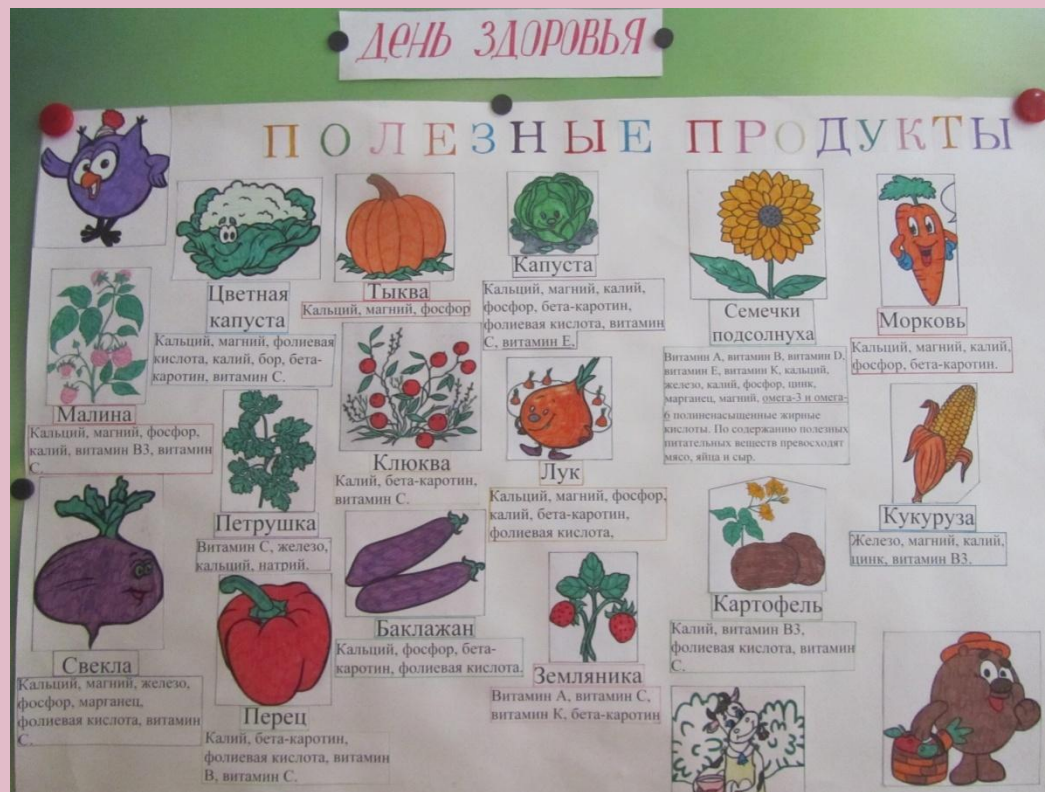 ДЕНЬ ЗДОРОВЬЯ
ПОЛЕЗНЫЕ ПРОДУКТЫ
Цветная
капуста
Кальций, магний, фолиевая
кислота, калий, бор, бета-
каротин, витамин С.
Тыква
Кальций, магний, фосфор
Капуста
Кальций, магний, калий,
фосфор, бета-каротин,
фолиевая кислота, витамин
С, витамин Е.
Семечки
подсолнуха
Витамин А, витамин В, витамин D,
витамин Е, витамин К, кальций,
железо, калий, фосфор, цинк,
марганец, магний, омега-3 и омега-
6 полиненасыщенные жирные
кислоты. По содержанию полезных
питательных веществ превосходят
мясо, яйца и сыр.
Морковь
Кальций, магний, калий,
фосфор, бета-каротин.
Малина
Кальций, магний, фосфор,
калий, витамин В3, витамин
С.
Петрушка
Витамин С, железо,
кальций, натрий.
Клюква
Калий, бета-каротин,
витамин С.
Лук
Кальций, магний, фосфор,
калий, бета-каротин,
фолиевая кислота,
Кукуруза
Железо, магний, калий,
цинк, витамин В3.
Свекла
Кальций, магний, железо,
фосфор, марганец,
фолиевая кислота, витамин
С.
Перец
Калий, бета-каротин,
фолиевая кислота, витамин
В, витамин С.
Баклажан
Кальций, фосфор, бета-
каротин, фолиевая кислота.
Земляника
Витамин А, витамин С,
витамин К, бета-каротин
Картофель
Калий, витамин В3,
фолиевая кислота, витамин
С.